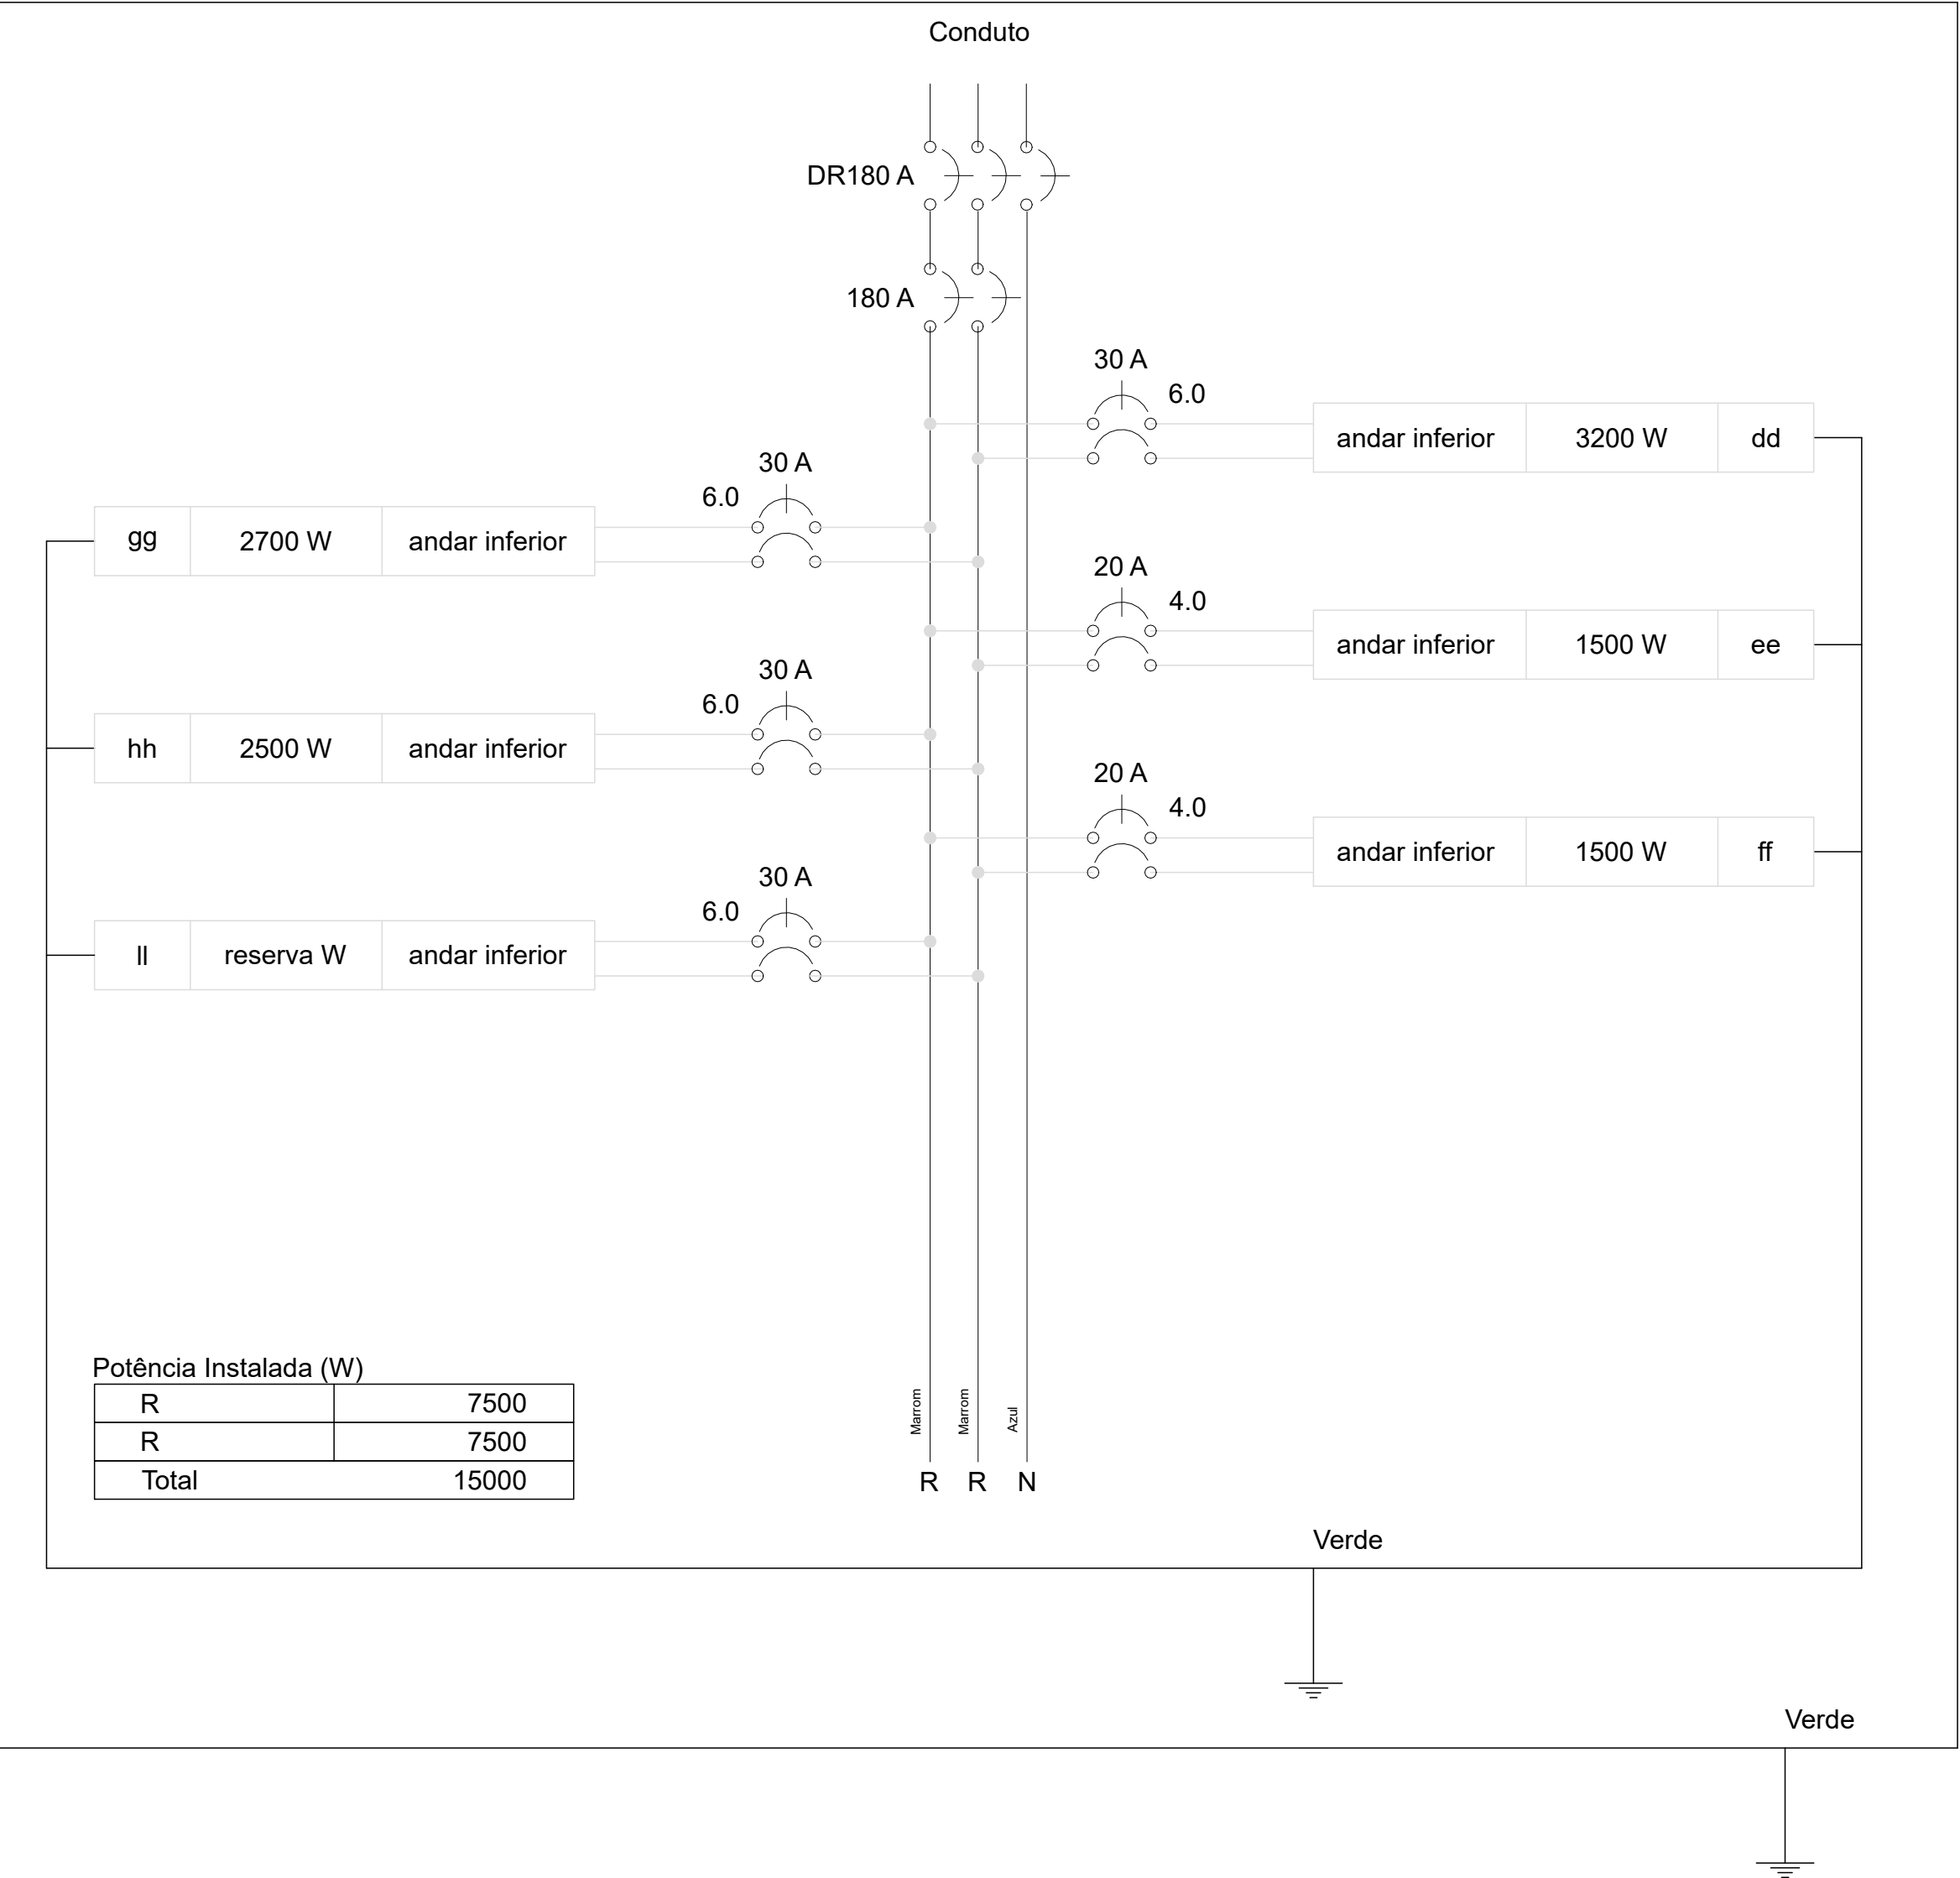 Conduto
DR180 A
180 A
30 A
6.0
andar inferior 3200 W dd
30 A
6.0
gg 2700 W andar inferior
20 A
4.0
andar inferior 1500 W ee
30 A
6.0
hh 2500 W andar inferior
20 A
4.0
andar inferior 1500 W ff
30 A
6.0
ll reserva W andar inferior
Potência Instalada (W)
R 7500
R 7500
Total 15000
Marrom
Marrom
Azul
R R N
Verde
Verde